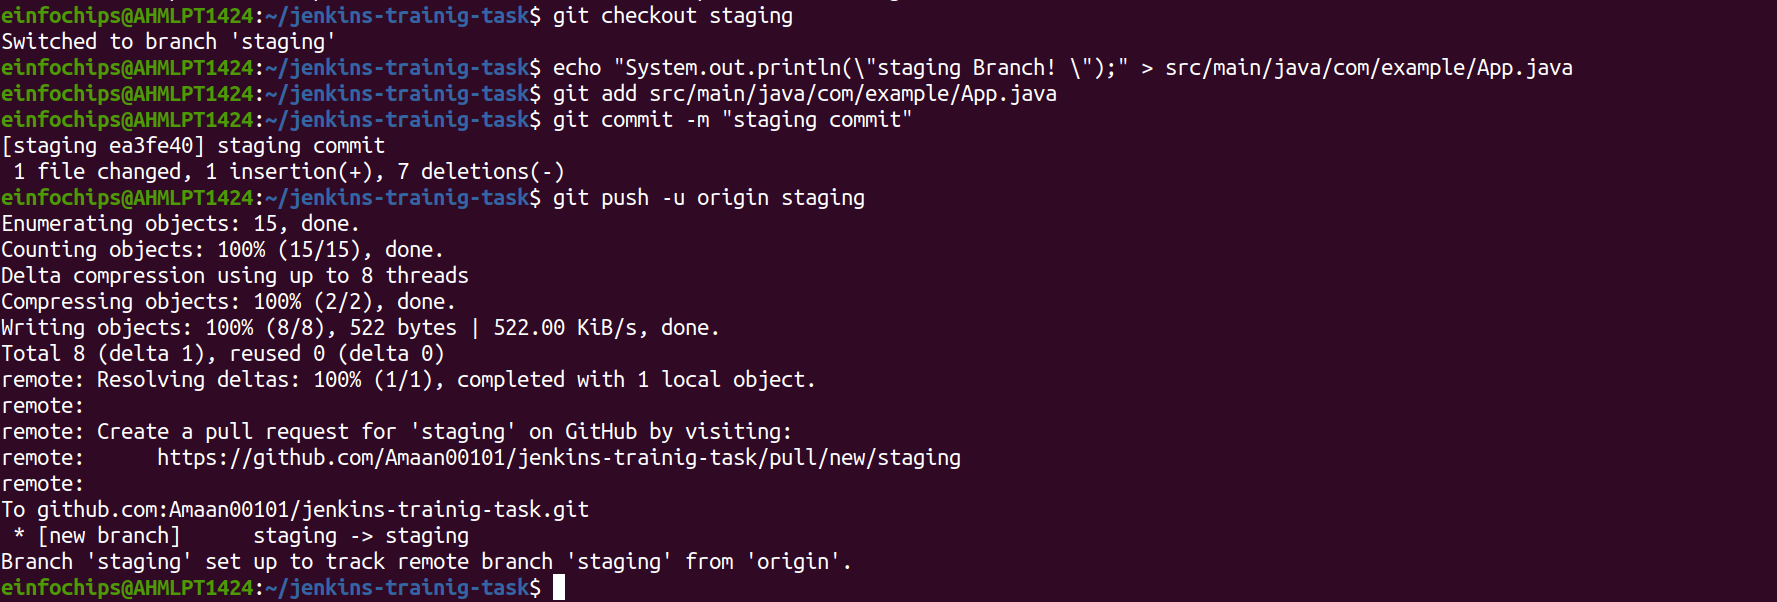 einfochips@AHMLPT1424:~/jenkins-trainig-task$ git checkout staging
Switched to branch 'staging'
einfochips@AHMLPT1424:~/jenkins-trainig-task$ echo "System.out.println(\"staging Branch! \");" > src/main/java/com/example/App.java
einfochips@AHMLPT1424:~/jenkins-trainig-task$ git add src/main/java/com/example/App.java
einfochips@AHMLPT1424:~/jenkins-trainig-task$ git commit -m "staging commit"
[staging ea3fe40] staging commit
 1 file changed, 1 insertion(+), 7 deletions(-)
einfochips@AHMLPT1424:~/jenkins-trainig-task$ git push -u origin staging
Enumerating objects: 15, done.
Counting objects: 100% (15/15), done.
Delta compression using up to 8 threads
Compressing objects: 100% (2/2), done.
Writing objects: 100% (8/8), 522 bytes | 522.00 KiB/s, done.
Total 8 (delta 1), reused 0 (delta 0)
remote: Resolving deltas: 100% (1/1), completed with 1 local object.
remote:
remote: Create a pull request for 'staging' on GitHub by visiting:
remote:      https://github.com/Amaan00101/jenkins-trainig-task/pull/new/staging
remote:
To github.com:Amaan00101/jenkins-trainig-task.git
 * [new branch]      staging -> staging
Branch 'staging' set up to track remote branch 'staging' from 'origin'.
einfochips@AHMLPT1424:~/jenkins-trainig-task$